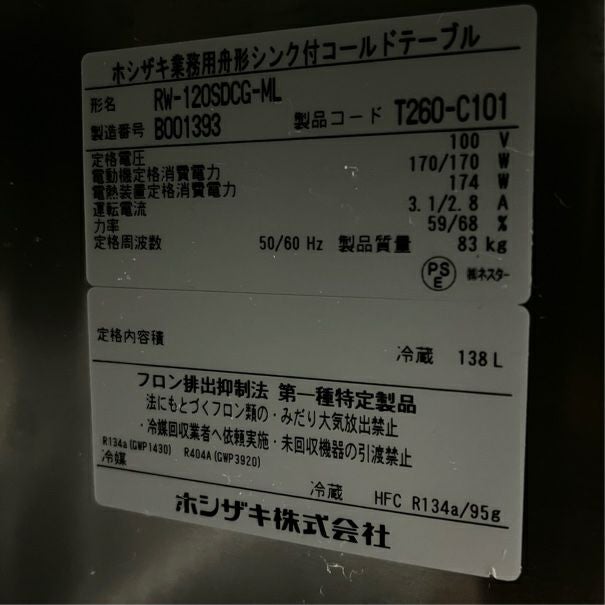 ホシザキ業務用舟形シンク付コールドテーブル
形名 RW-120SDCG-ML
製造番号 B001393 製品コード T260-C101
定格電圧 100 V
電動機定格消費電力 170/170 W
電熱装置定格消費電力 174 W
運転電流 3.1/2.8 A
力率 59/68 %
定格周波数 50/60 Hz 製品質量 83 kg
PSE ㈱ネスター
定格内容積
冷蔵 138 L
フロン排出抑制法 第一種特定製品
法にもとづくフロン類の・みだり大気放出禁止
・冷媒回収業者へ依頼実施・未回収機器の引渡禁止
R134a(GWP1430) R404A(GWP3920)
冷媒
冷蔵 HFC R134a/95g
ホシザキ株式会社